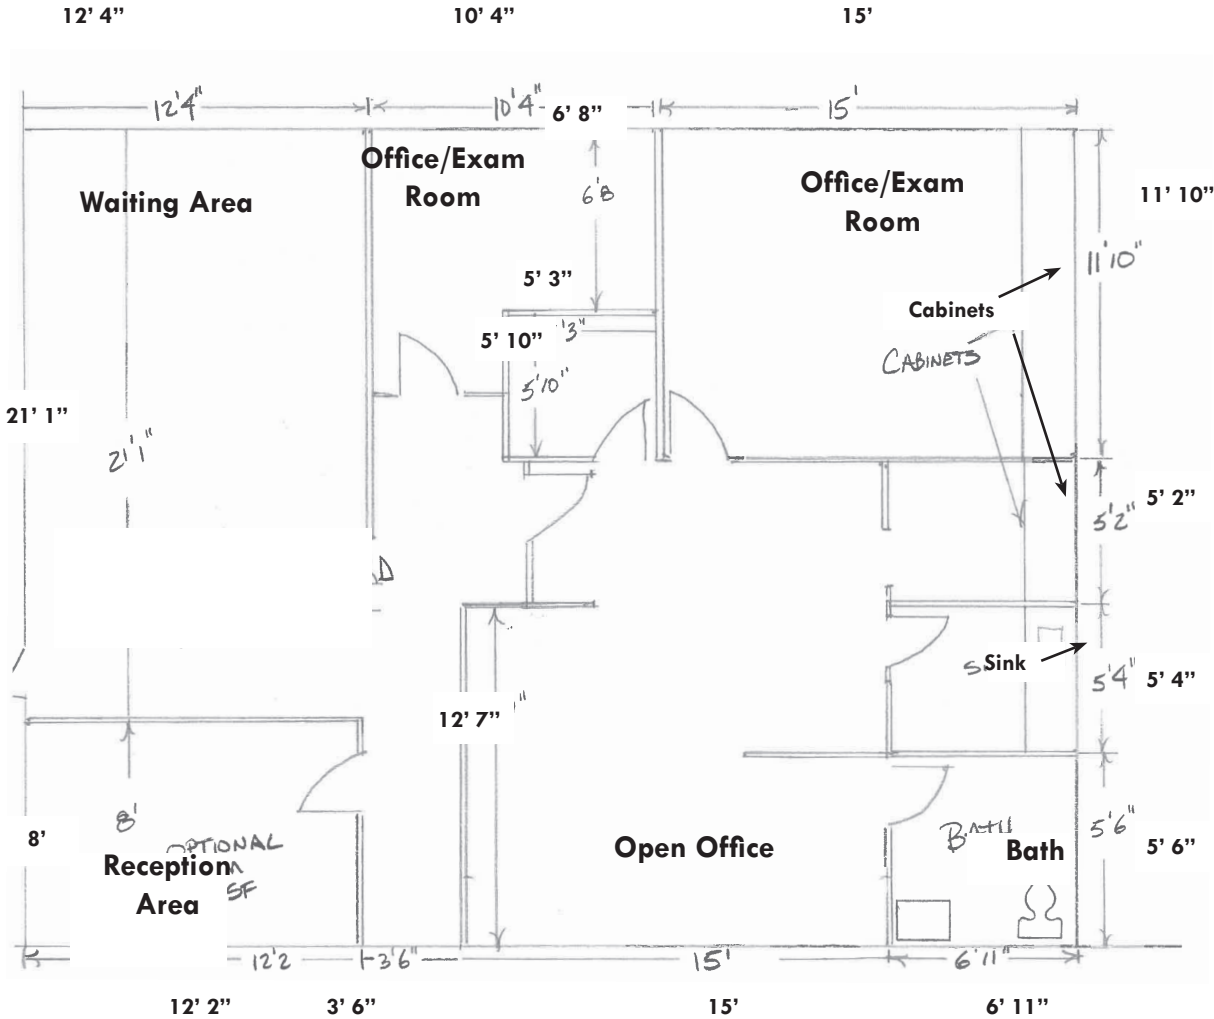 12’ 4”
10’ 4”
15’
12'4"
10'4"
6’ 8”
15'
Office/Exam
Room
Waiting Area
6'8
Office/Exam
Room
11’ 10”
11'10"
5’ 3”
Cabinets
5’ 10”
'3"
CABINETS
5'10"
21’ 1”
21'1"
5’ 2”
5'2"
D
Sink
5'4"
5’ 4”
12’ 7”
8'
8’
OPTIONAL
Reception
Area
SF
Open Office
BATH
Bath
5'6"
5’ 6”
12'2
3'6"
15'
6'11"
12’ 2”
3’ 6”
15’
6’ 11”